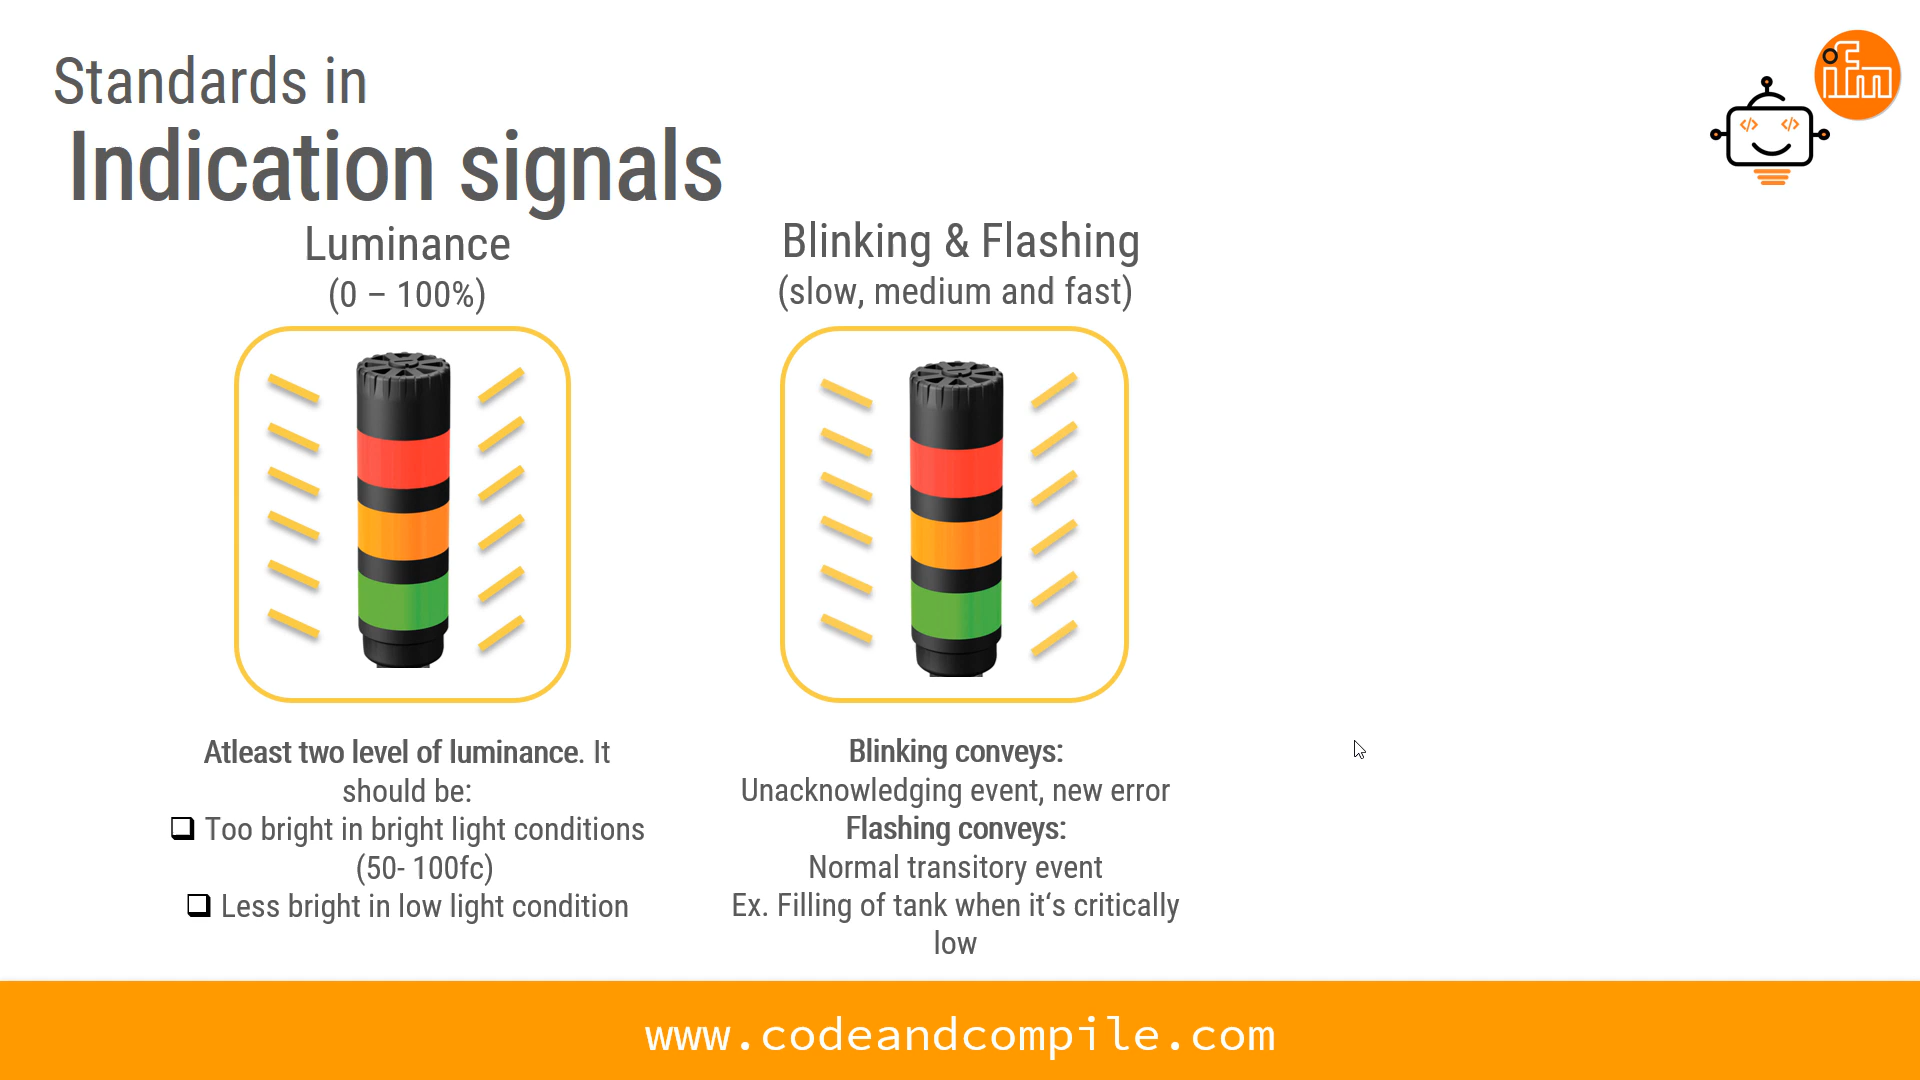 Standards in
Indication signals
ifm
</> </>
Luminance
(0 – 100%)
Atleast two level of luminance. It
should be:
❑ Too bright in bright light conditions
(50- 100fc)
❑ Less bright in low light condition
Blinking & Flashing
(slow, medium and fast)
Blinking conveys:
Unacknowledging event, new error
Flashing conveys:
Normal transitory event
Ex. Filling of tank when it‘s critically
low
www.codeandcompile.com